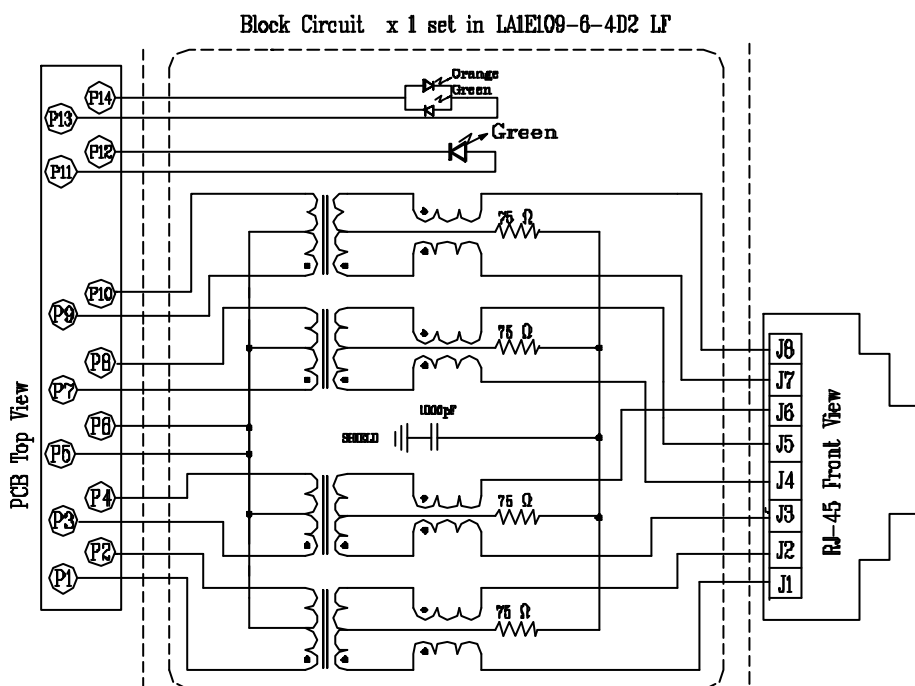 Block Circuit x 1 set in LA1E109-6-4D2 LF
Orange
Green
P14
P13
Green
P12
P11
75 Ω
P10
P9
75 Ω
P8
P7
J8
J7
J6
J5
J4
J3
J2
J1
1000pF
SHIELD
P6
P5
P4
P3
75 Ω
P2
P1
75 Ω
PCB Top View
RJ-45 Front View